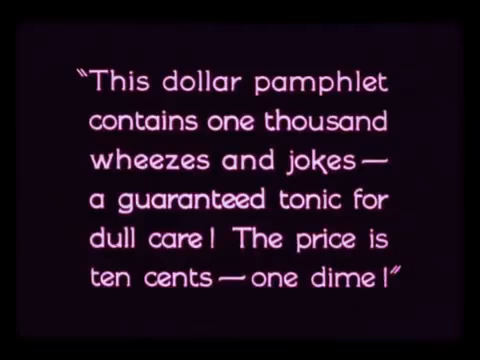 "This dollar pamphlet
contains one thousand
wheezes and jokes—
a guaranteed tonic for
dull care! The price is
ten cents—one dime!"